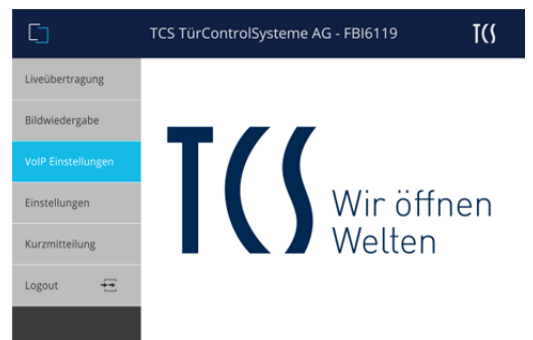 TCS TürControlSysteme AG - FBI6119
TCS
Liveübertragung
Bildwiedergabe
VoIP Einstellungen
Einstellungen
Kurzmitteilung
Logout
TCS
Wir öffnen
Welten